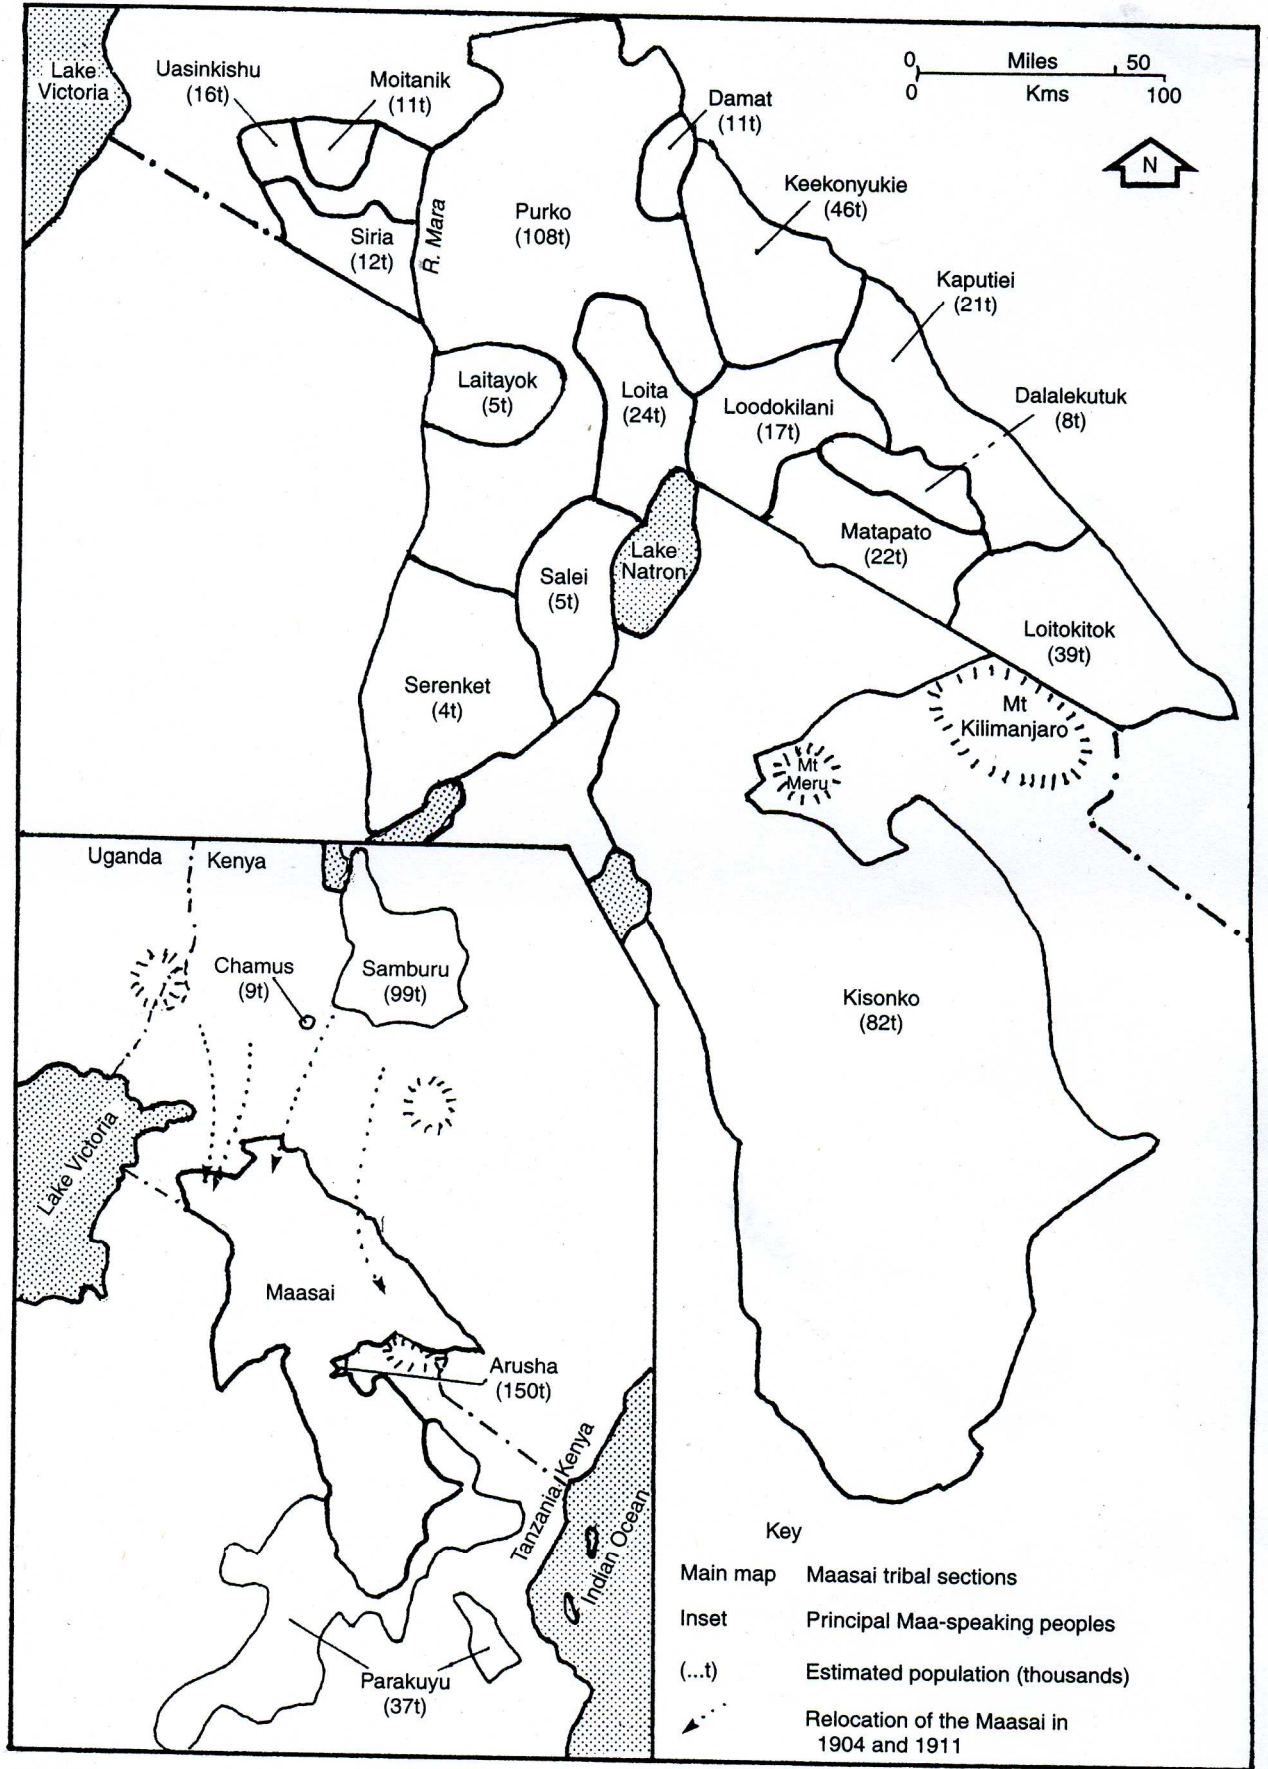 Lake
Victoria
Uasinkishu
(16t)
Moitanik
(11t)
0 Miles 50
0 Kms 100
N
Damat
(11t)
Keekonyukie
(46t)
Purko
(108t)
R. Mara
Siria
(12t)
Kaputiei
(21t)
Laitayok
(5t)
Loita
(24t)
Loodokilani
(17t)
Dalalekutuk
(8t)
Matapato
(22t)
Lake
Natron
Salei
(5t)
Loitokitok
(39t)
Serenket
(4t)
Mt
Kilimanjaro
Mt
Meru
Kisonko
(82t)
Uganda
Kenya
Chamus
(9t)
Samburu
(99t)
Lake Victoria
Maasai
Arusha
(150t)
Tanzania/Kenya
Indian Ocean
Parakuyu
(37t)
Key
Main map Maasai tribal sections
Inset Principal Maa-speaking peoples
(...t) Estimated population (thousands)
Relocation of the Maasai in
1904 and 1911